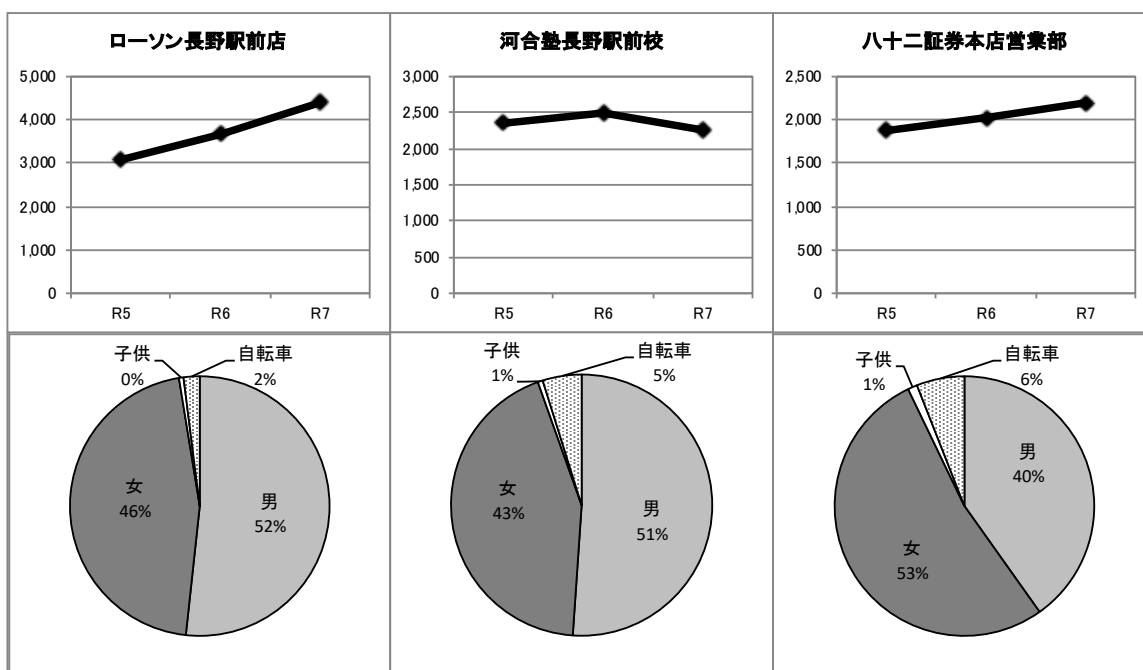 ローソン長野駅前店
5,000
4,000
3,000
2,000
1,000
0
R5 R6 R7
河合塾長野駅前校
3,000
2,500
2,000
1,500
1,000
500
0
R5 R6 R7
八十二証券本店営業部
2,500
2,000
1,500
1,000
500
0
R5 R6 R7
子供
0%
自転車
2%
女
46%
男
52%
子供
1%
自転車
5%
女
43%
男
51%
子供
1%
自転車
6%
男
40%
女
53%